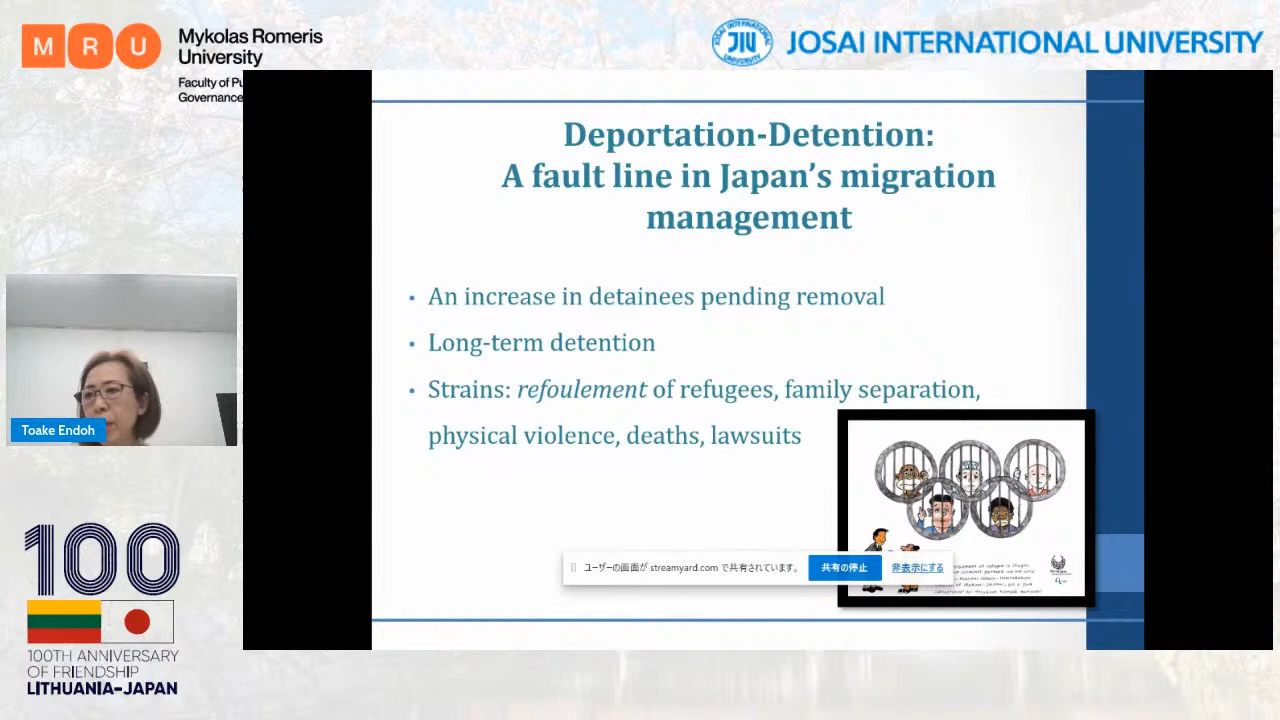 MRU
Mykolas Romeris
University
Faculty of Pu
Governance
JIU
JOSAI INTERNATIONAL UNIVERSITY
Deportation-Detention:
A fault line in Japan's migration
management
• An increase in detainees pending removal
• Long-term detention
• Strains: refoulement of refugees, family separation,
physical violence, deaths, lawsuits
Toake Endoh
ユーザーの画面が streamyard.com で共有されています。
共有の停止
非表示にする
100
100TH ANNIVERSARY
OF FRIENDSHIP
LITHUANIA–JAPAN